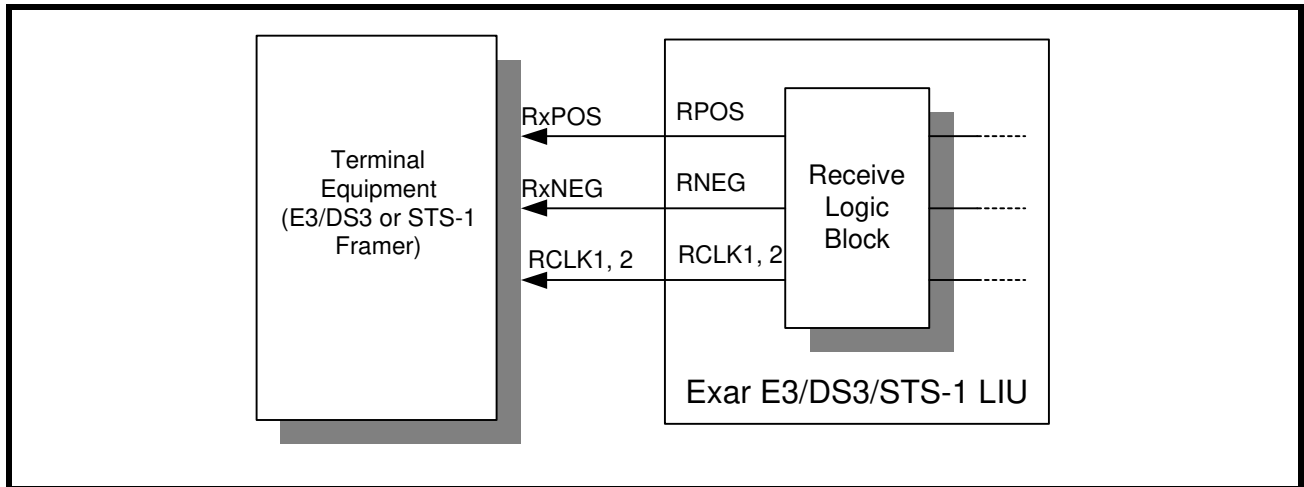 Terminal
Equipment
(E3/DS3 or STS-1
Framer)
RxPOS
RxNEG
RCLK1, 2
RPOS
RNEG
RCLK1, 2
Receive
Logic
Block
Exar E3/DS3/STS-1 LIU